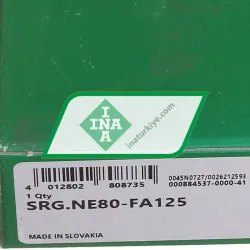 INA
INA
inaturkiye.com
4 012802 808735
0045N0727/0026212593
000884537-0000-41
1 Qty
SRG.NE80-FA125
MADE IN SLOVAKIA